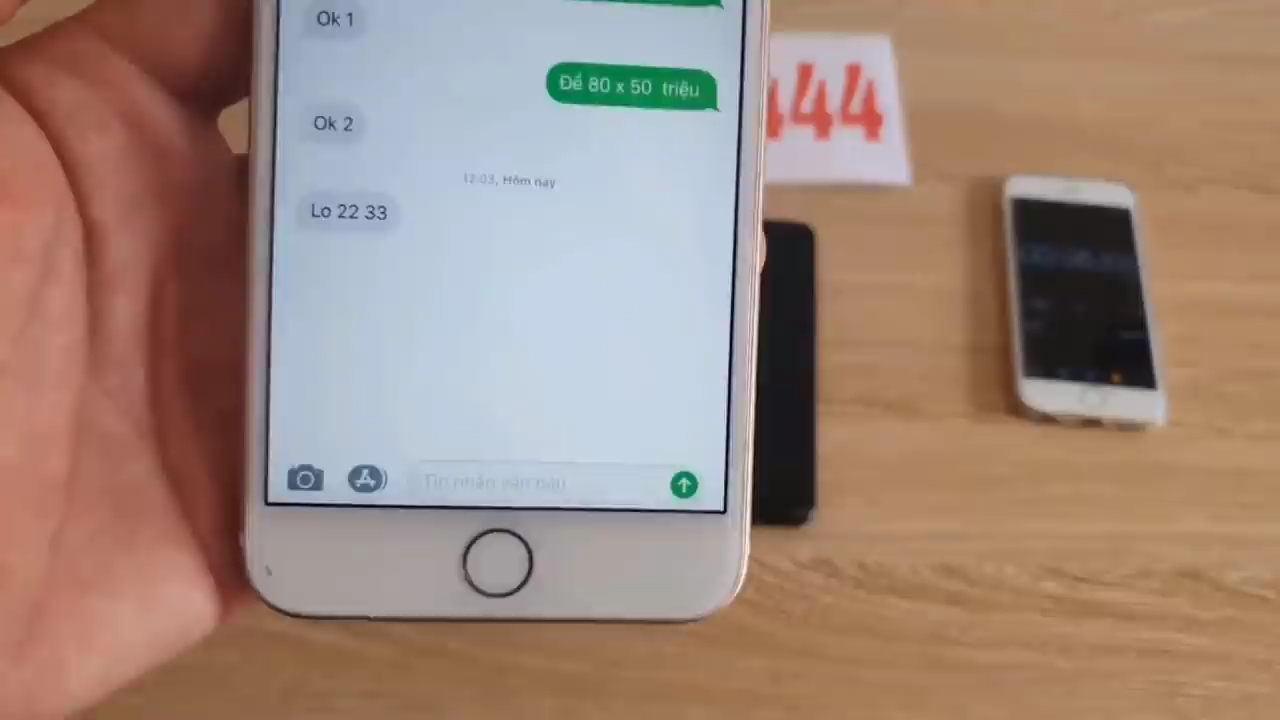 Ok 1
Đề 80 x 50 triệu
Ok 2
12:03, Hôm nay
Lo 22 33
Tin nhắn văn bản
444